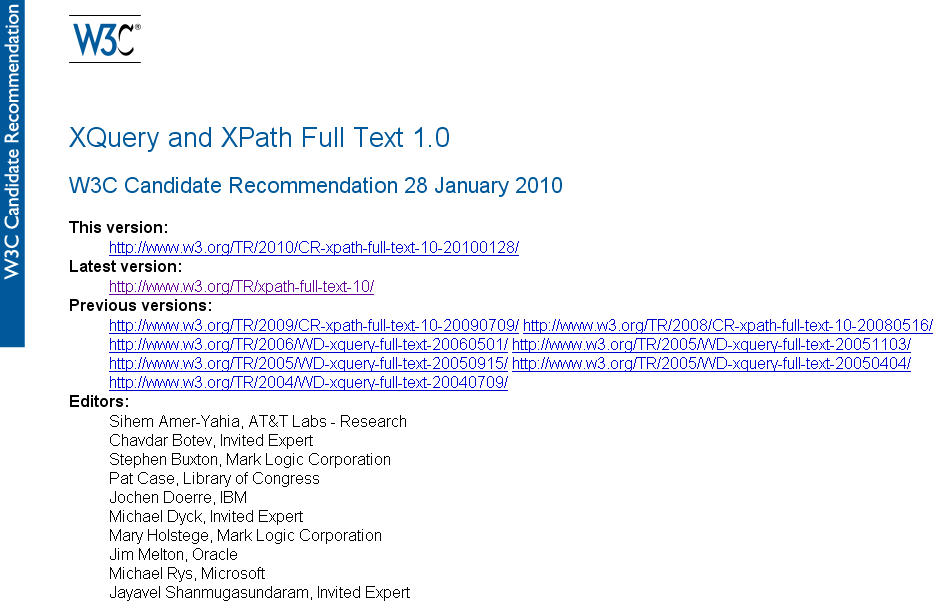 W3C Candidate Recommendation
W3C®
XQuery and XPath Full Text 1.0
W3C Candidate Recommendation 28 January 2010
This version:
http://www.w3.org/TR/2010/CR-xpath-full-text-10-20100128/
Latest version:
http://www.w3.org/TR/xpath-full-text-10/
Previous versions:
http://www.w3.org/TR/2009/CR-xpath-full-text-10-20090709/ http://www.w3.org/TR/2008/CR-xpath-full-text-10-20080516/
http://www.w3.org/TR/2006/WD-xquery-full-text-20060501/ http://www.w3.org/TR/2005/WD-xquery-full-text-20051103/
http://www.w3.org/TR/2005/WD-xquery-full-text-20050915/ http://www.w3.org/TR/2005/WD-xquery-full-text-20050404/
http://www.w3.org/TR/2004/WD-xquery-full-text-20040709/
Editors:
Sihem Amer-Yahia, AT&T Labs - Research
Chavdar Botev, Invited Expert
Stephen Buxton, Mark Logic Corporation
Pat Case, Library of Congress
Jochen Doerre, IBM
Michael Dyck, Invited Expert
Mary Holstege, Mark Logic Corporation
Jim Melton, Oracle
Michael Rys, Microsoft
Jayavel Shanmugasundaram, Invited Expert